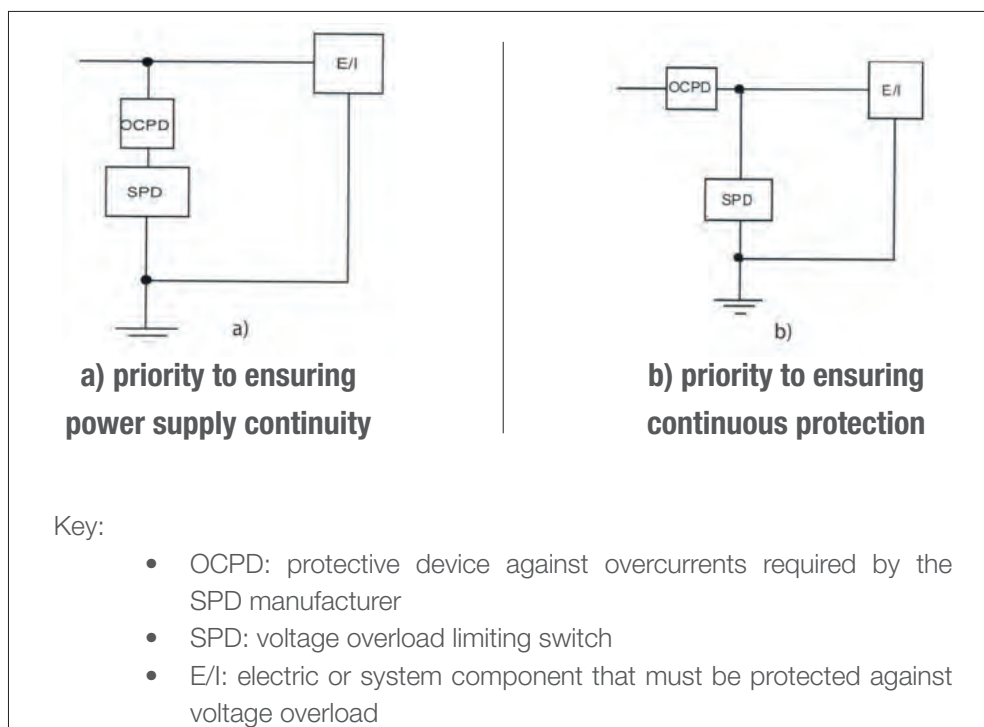 E/I
OCPD
SPD
a)
a) priority to ensuring
power supply continuity
OCPD
E/I
SPD
b)
b) priority to ensuring
continuous protection
Key:
• OCPD: protective device against overcurrents required by the
SPD manufacturer
• SPD: voltage overload limiting switch
• E/I: electric or system component that must be protected against
voltage overload